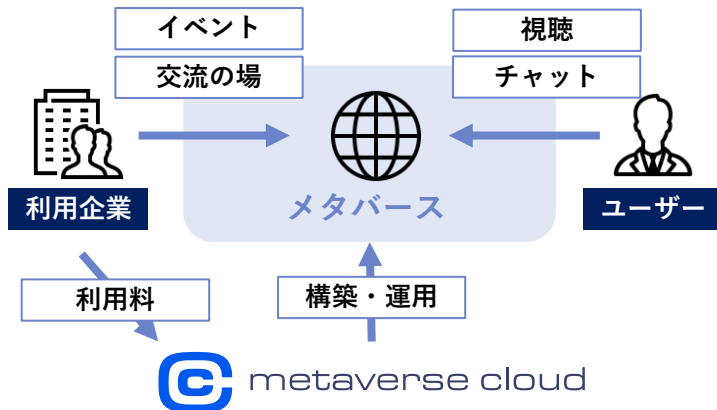 イベント
交流の場
視聴
チャット
利用企業
メタバース
ユーザー
利用料
構築・運用
metaverse cloud